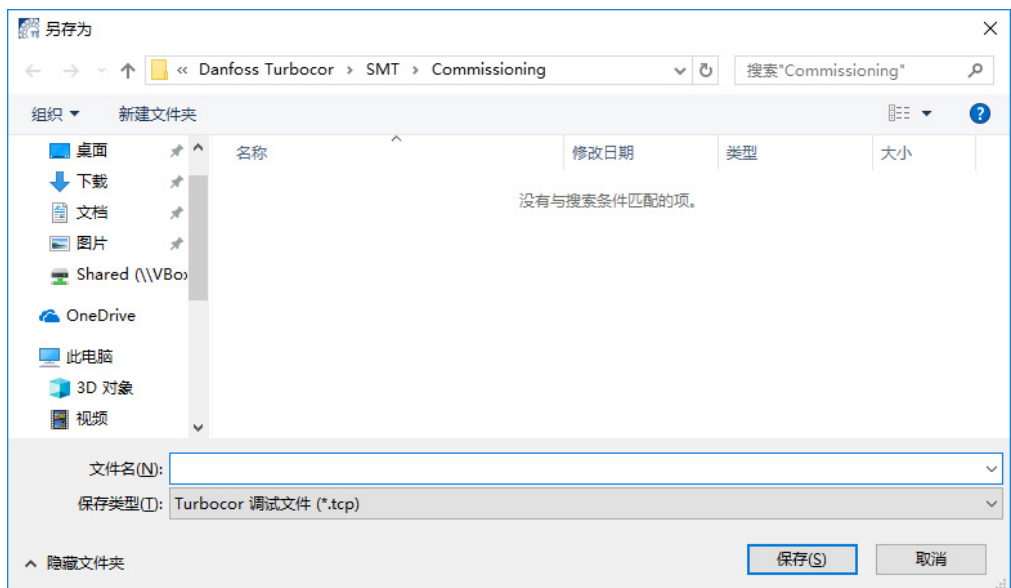 另存为
« Danfoss Turbocor › SMT › Commissioning
搜索"Commissioning"
组织
新建文件夹
名称
修改日期
类型
大小
没有与搜索条件匹配的项。
桌面
下载
文档
图片
Shared (\\VBox
OneDrive
此电脑
3D 对象
视频
文件名(N):
保存类型(T): Turbocor 调试文件 (*.tcp)
隐藏文件夹
保存(S)
取消